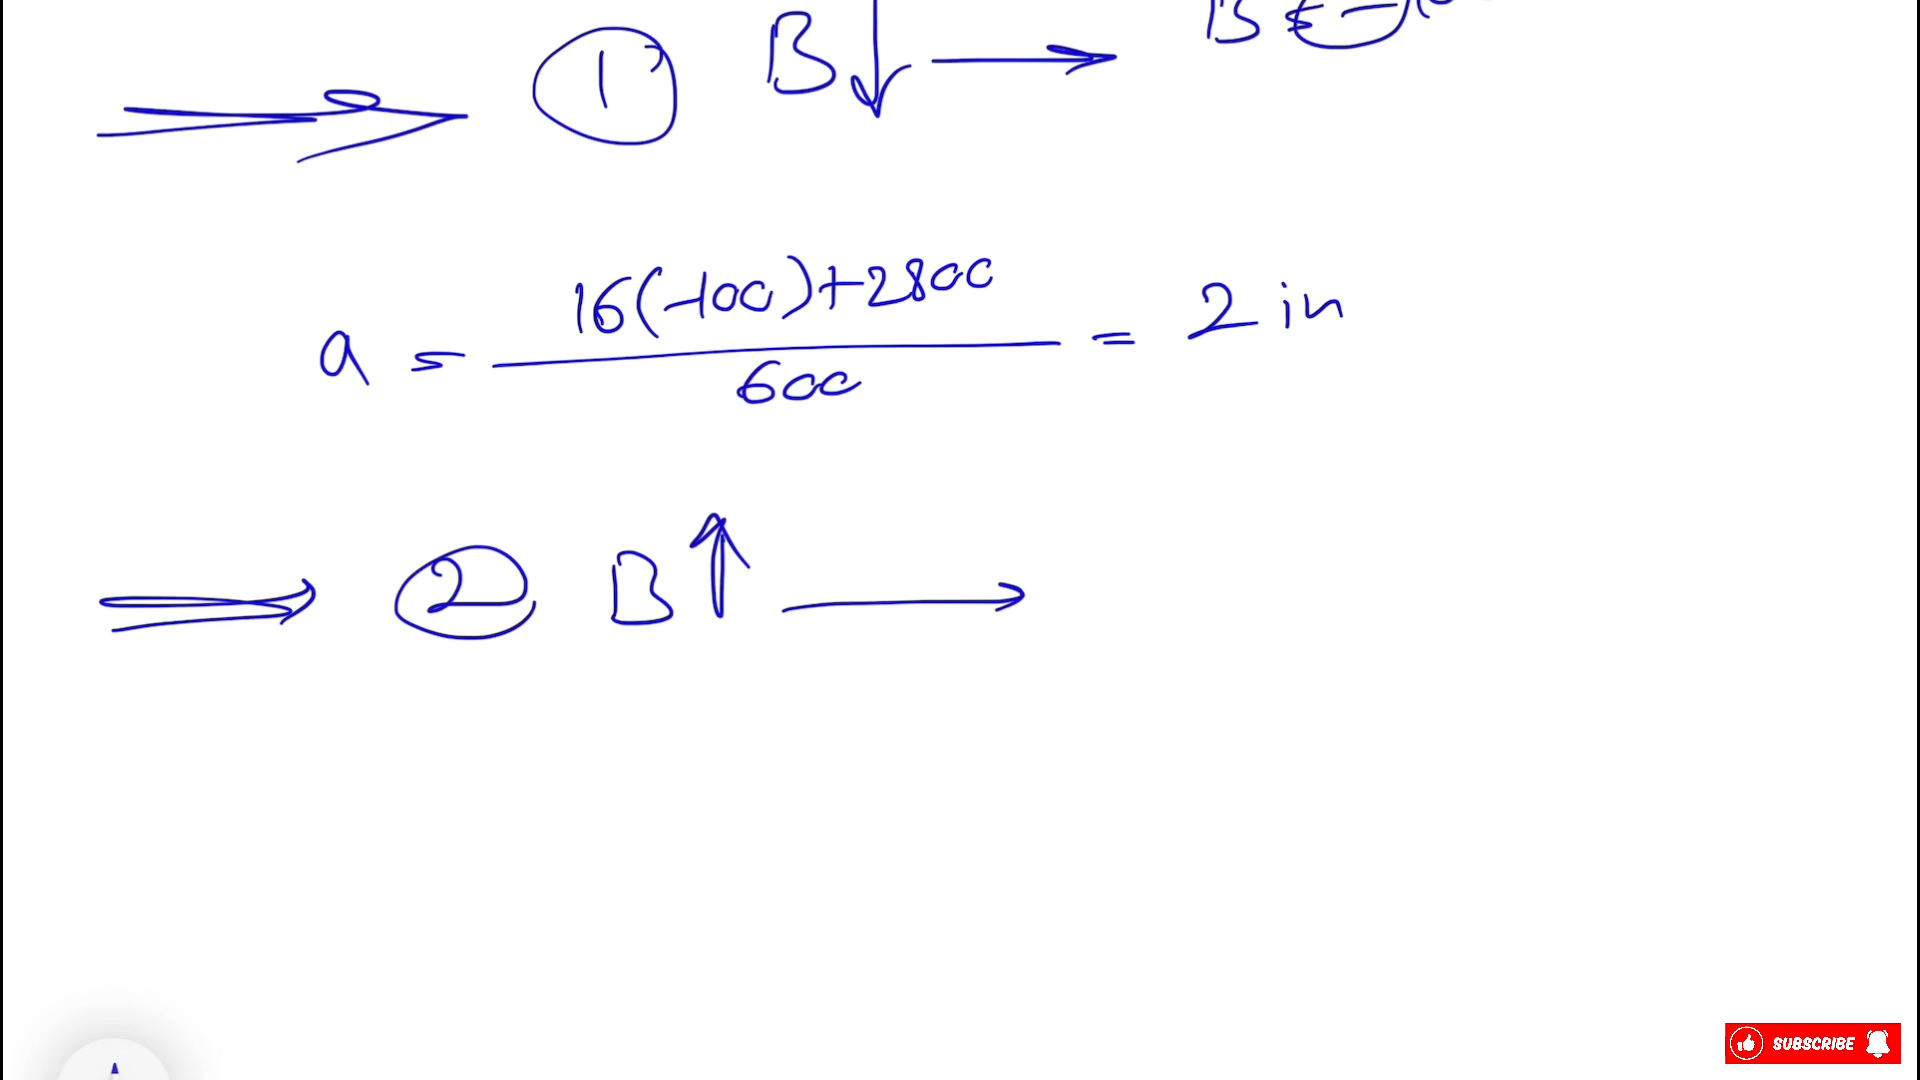 ① B↓ → B = -
a = 16(-100)+2800 / 600 = 2 in
⇒ ② B↑ →
SUBSCRIBE